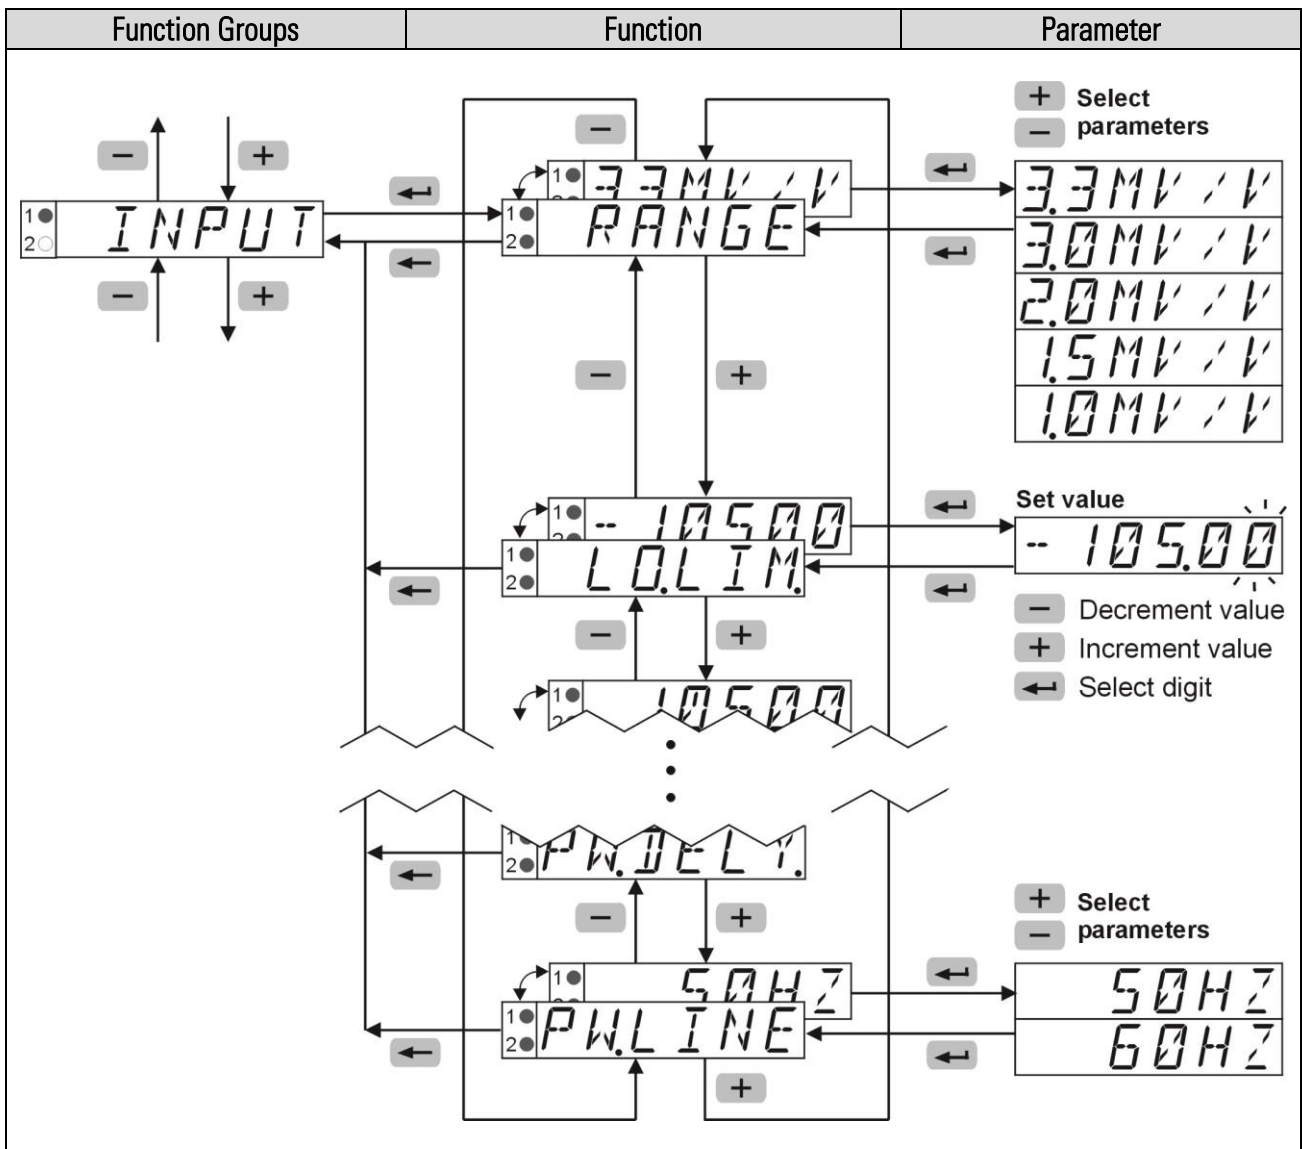 Function Groups Function Parameter
+ Select
- parameters
- + -
1 3.3MV/V 3.3MV/V
1 INPUT 1 RANGE
2 2
3.0MV/V
- + 2.0MV/V
1.5MV/V
- + 1.0MV/V
Set value
1 -10500
-105.00
1 LO.LIM.
2
- Decrement value
- + + Increment value
Select digit
1 10500
2
1 PW.DELY.
2
- + + Select
- parameters
1 50HZ 50HZ
1 PW.LINE 60HZ
2
+